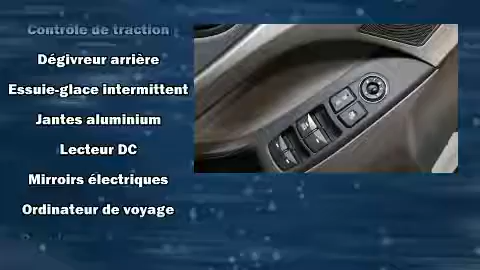 Contrôle de traction
Dégivreur arrière
Essuie-glace intermittent
Jantes aluminium
Lecteur DC
Mirroirs électriques
Ordinateur de voyage